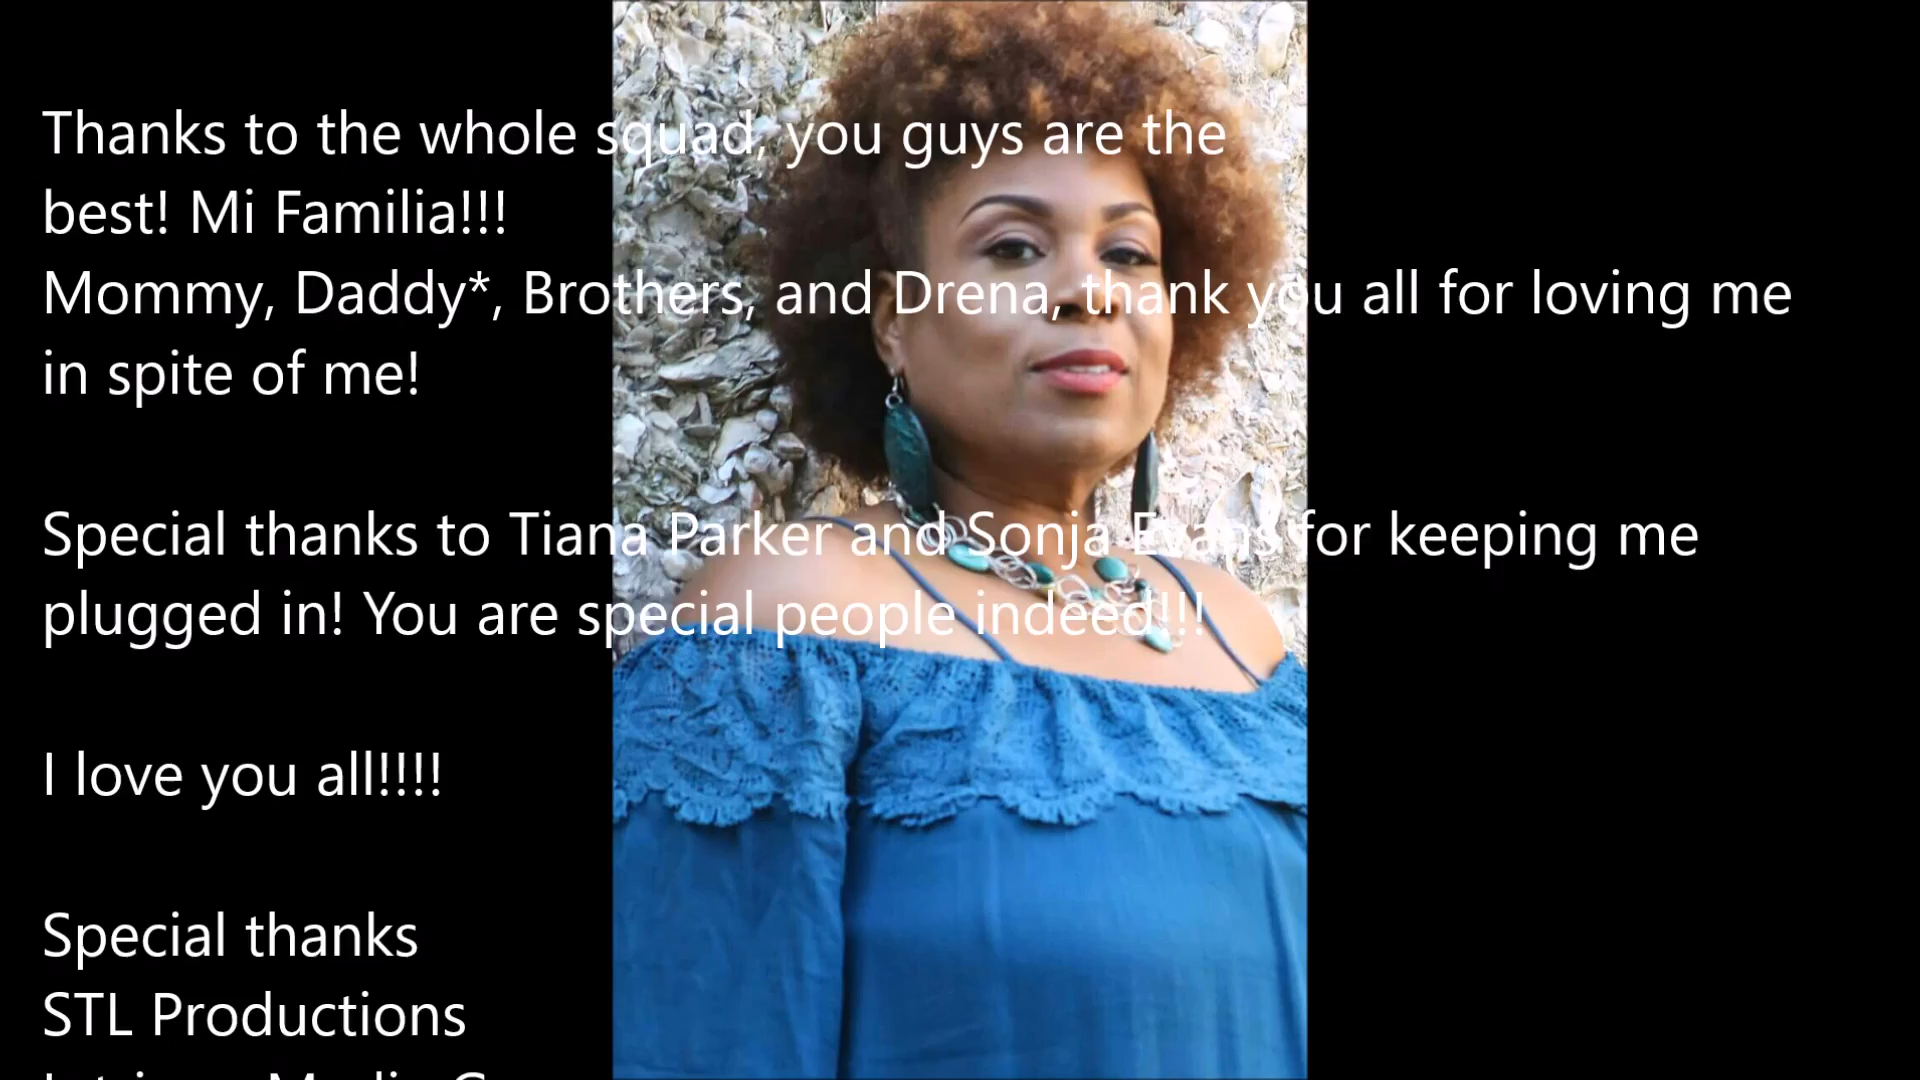 Thanks to the whole squad, you guys are the
best! Mi Familia!!!
Mommy, Daddy*, Brothers, and Drena, thank you all for loving me
in spite of me!
Special thanks to Tiana Parker and Sonja Evans for keeping me
plugged in! You are special people indeed!!!
I love you all!!!!
Special thanks
STL Productions